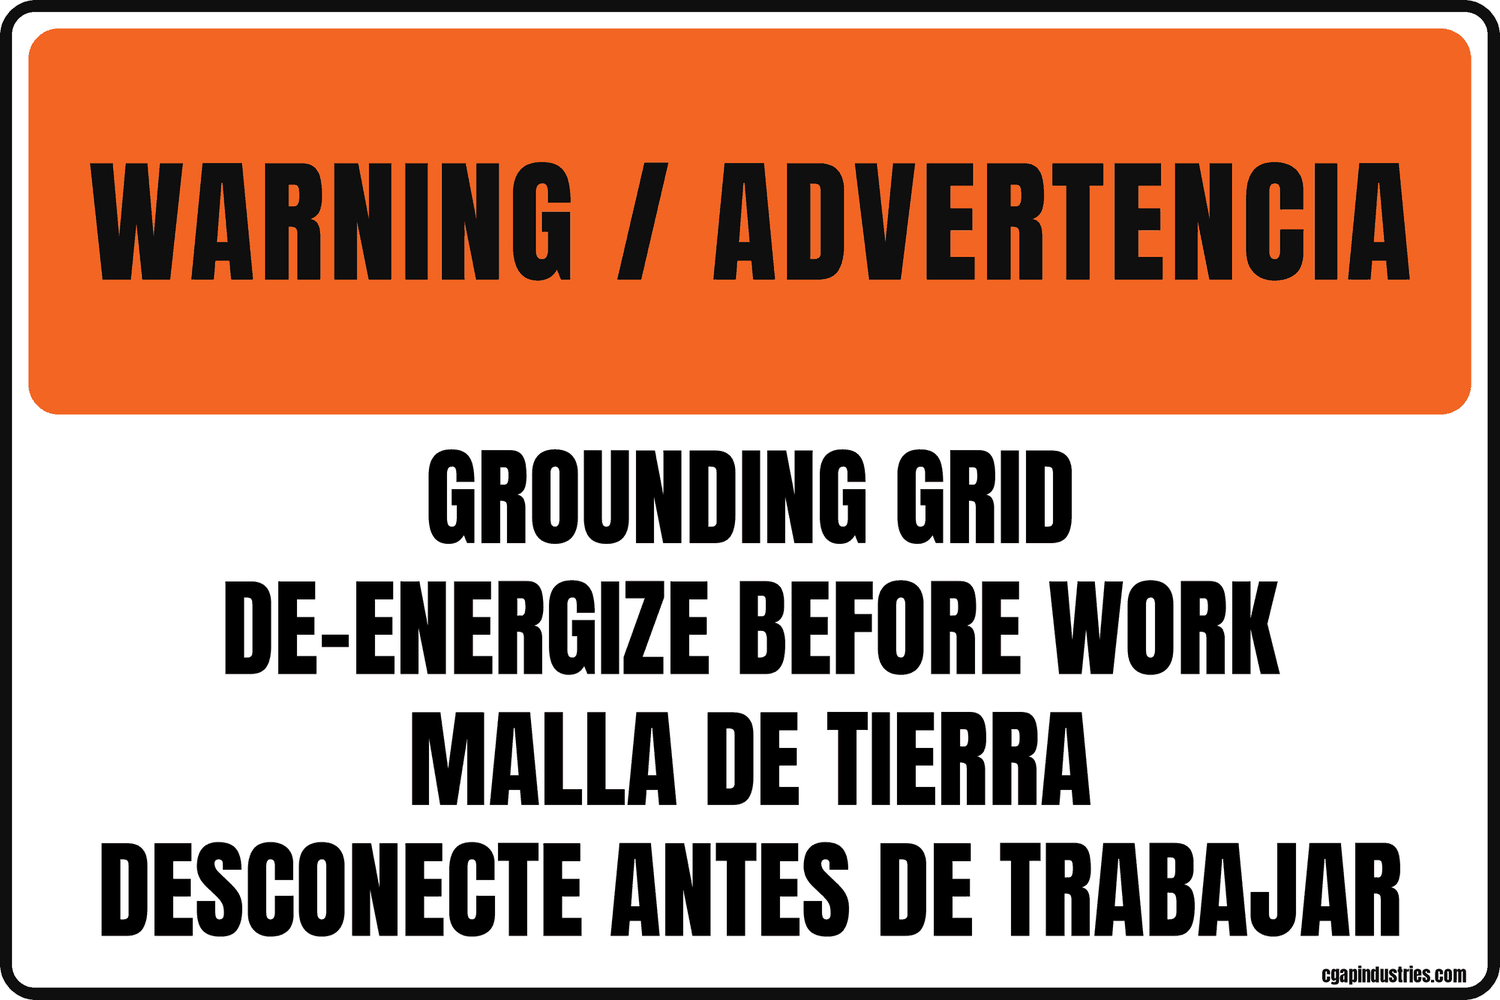 WARNING / ADVERTENCIA
GROUNDING GRID
DE-ENERGIZE BEFORE WORK
MALLA DE TIERRA
DESCONECTE ANTES DE TRABAJAR
cgapindustries.com